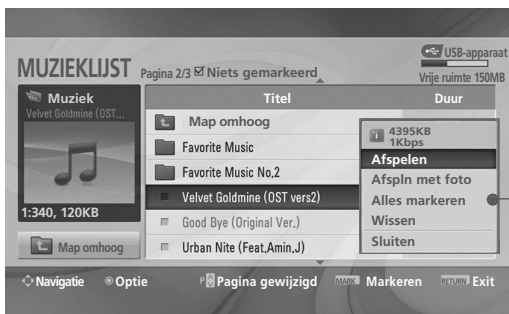 USB-apparaat
MUZIEKLIJST Pagina 2/3 Niets gemarkeerd
Vrije ruimte 150MB
Muziek
Velvet Goldmine (OST...
1:340, 120KB
Map omhoog
Titel Duur
Map omhoog
Favorite Music
Favorite Music No.2
Velvet Goldmine (OST vers2)
Good Bye (Original Ver,)
Urban Nite (Feat,Amin,J)
4395KB
1Kbps
Afspelen
Afspln met foto
Alles markeren
Wissen
Sluiten
Navigatie Optie P Pagina gewijzigd MARK Markeren RETURN Exit